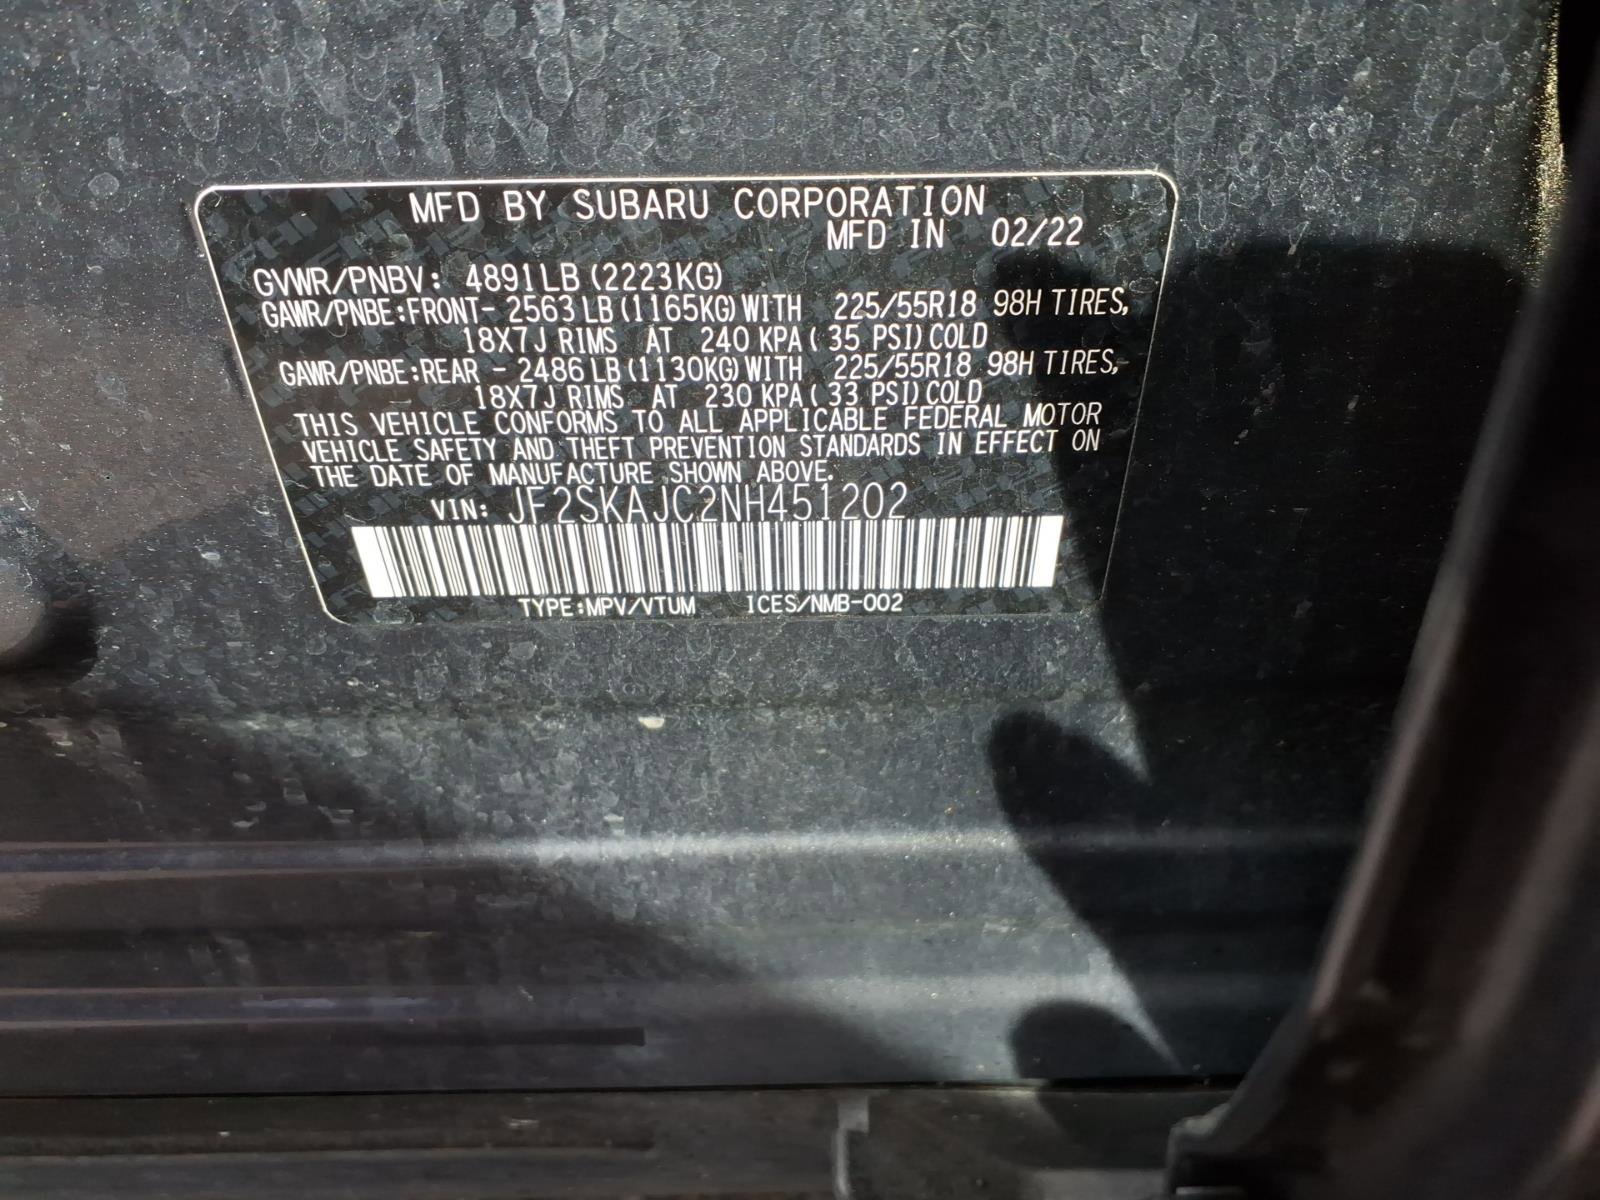 MFD BY SUBARU CORPORATION
MFD IN 02/22
GVWR/PNBV: 4891LB (2223KG)
GAWR/PNBE:FRONT- 2563 LB (1165KG) WITH 225/55R18 98H TIRES,
18X7J RIMS AT 240 KPA ( 35 PSI) COLD
GAWR/PNBE:REAR - 2486 LB (1130KG) WITH 225/55R18 98H TIRES,
18X7J RIMS AT 230 KPA ( 33 PSI) COLD
THIS VEHICLE CONFORMS TO ALL APPLICABLE FEDERAL MOTOR
VEHICLE SAFETY AND THEFT PREVENTION STANDARDS IN EFFECT ON
THE DATE OF MANUFACTURE SHOWN ABOVE.
VIN: JF2SKAJC2NH451202
TYPE:MPV/VTUM ICES/NMB-002